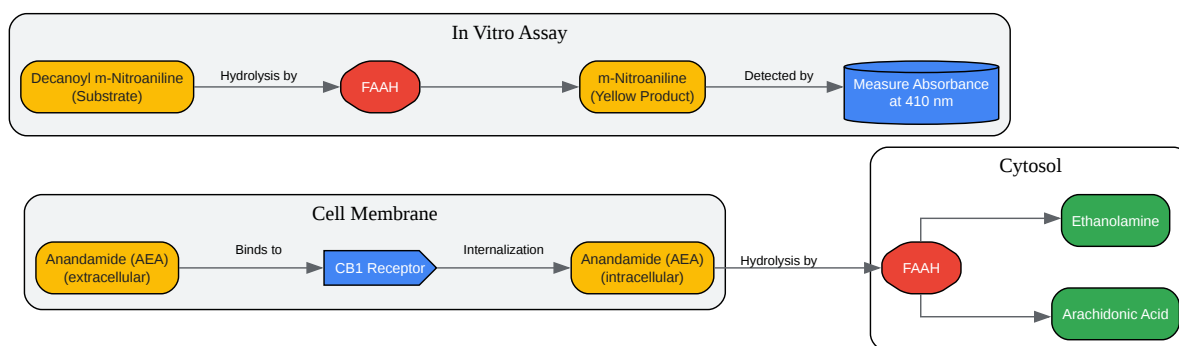 In Vitro Assay
Decanoyl m-Nitroaniline
(Substrate)
Hydrolysis by
FAAH
m-Nitroaniline
(Yellow Product)
Detected by
Measure Absorbance
at 410 nm
Cell Membrane
Anandamide (AEA)
(extracellular)
Binds to
CB1 Receptor
Internalization
Anandamide (AEA)
(intracellular)
Hydrolysis by
Cytosol
FAAH
Ethanolamine
Arachidonic Acid